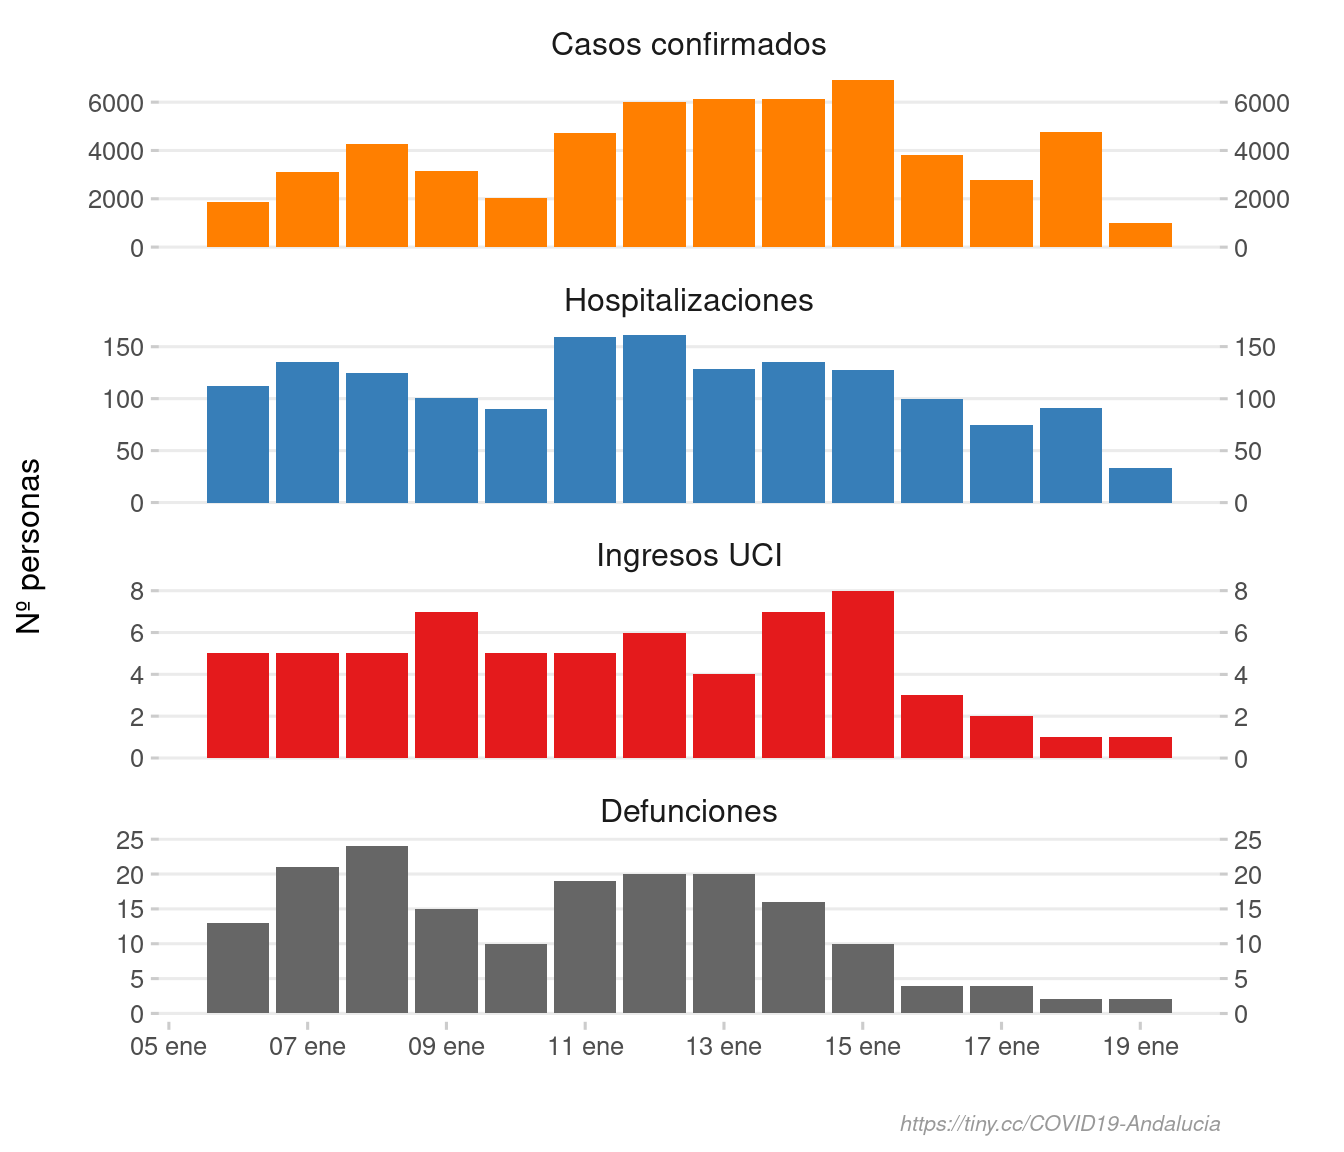 Casos confirmados
6000 6000
4000 4000
2000 2000
0 0
Hospitalizaciones
150 150
100 100
50 50
0 0
Nº personas
Ingresos UCI
8 8
6 6
4 4
2 2
0 0
Defunciones
25 25
20 20
15 15
10 10
5 5
0 0
05 ene 07 ene 09 ene 11 ene 13 ene 15 ene 17 ene 19 ene
https://tiny.cc/COVID19-Andalucia